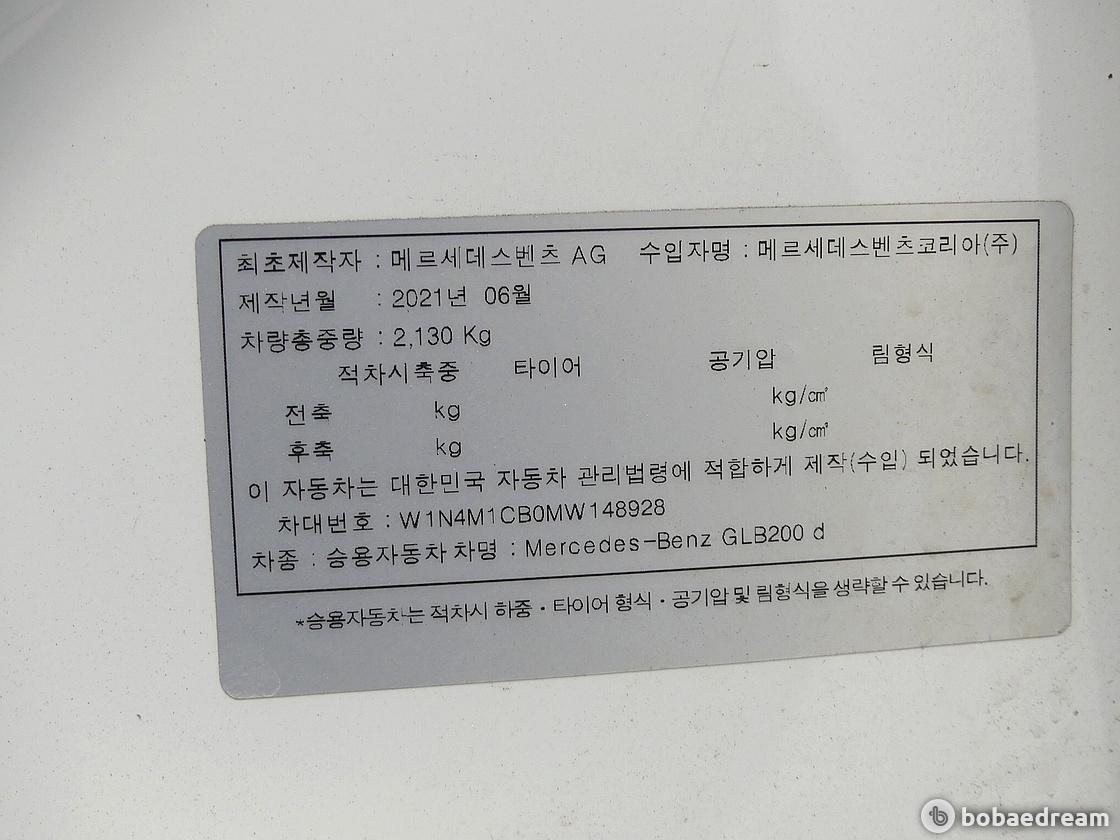 최초제작자 : 메르세데스벤츠 AG 수입자명 : 메르세데스벤츠코리아(주)
제작년월 : 2021년 06월
차량총중량 : 2,130 Kg
적차시축중 타이어 공기압 림형식
전축 kg kg/㎠
후축 kg kg/㎠
이 자동차는 대한민국 자동차 관리법령에 적합하게 제작(수입) 되었습니다.
차대번호 : W1N4M1CB0MW148928
차종 : 승용자동차 차명 : Mercedes-Benz GLB200 d
*승용자동차는 적차시 하중 · 타이어 형식 · 공기압 및 림형식을 생략할 수 있습니다.
bobaedream